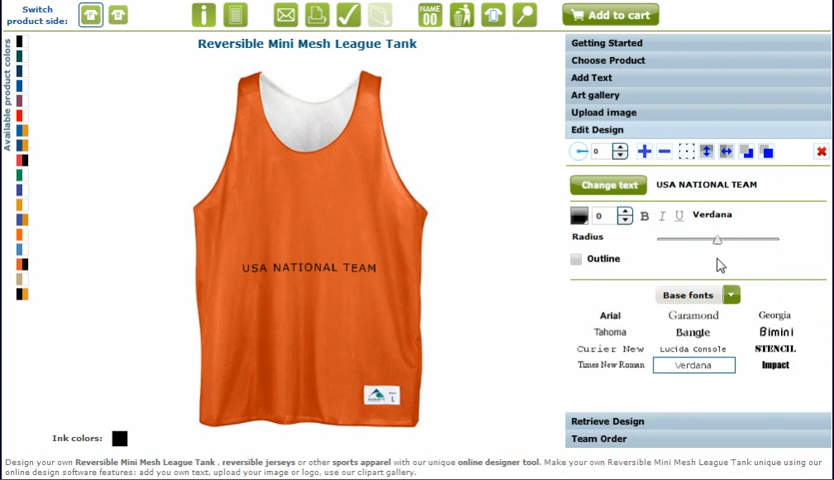 Switch
product side:
NAME
00
Add to cart
Available product colors
Reversible Mini Mesh League Tank
Getting Started
Choose Product
Add Text
Art gallery
Upload image
Edit Design
0
Change text USA NATIONAL TEAM
0 B I U Verdana
Radius
Outline
USA NATIONAL TEAM
Base fonts
Arial Garamond Georgia
Tahoma Bangle Bimini
Curier New Lucida Console STENCIL
Times New Roman Verdana Impact
L
Retrieve Design
Team Order
Ink colors:
Design your own Reversible Mini Mesh League Tank , reversible jerseys or other sports apparel with our unique online designer tool. Make your own Reversible Mini Mesh League Tank unique using our
online design software features: add you own text, upload your image or logo, use our clipart gallery.